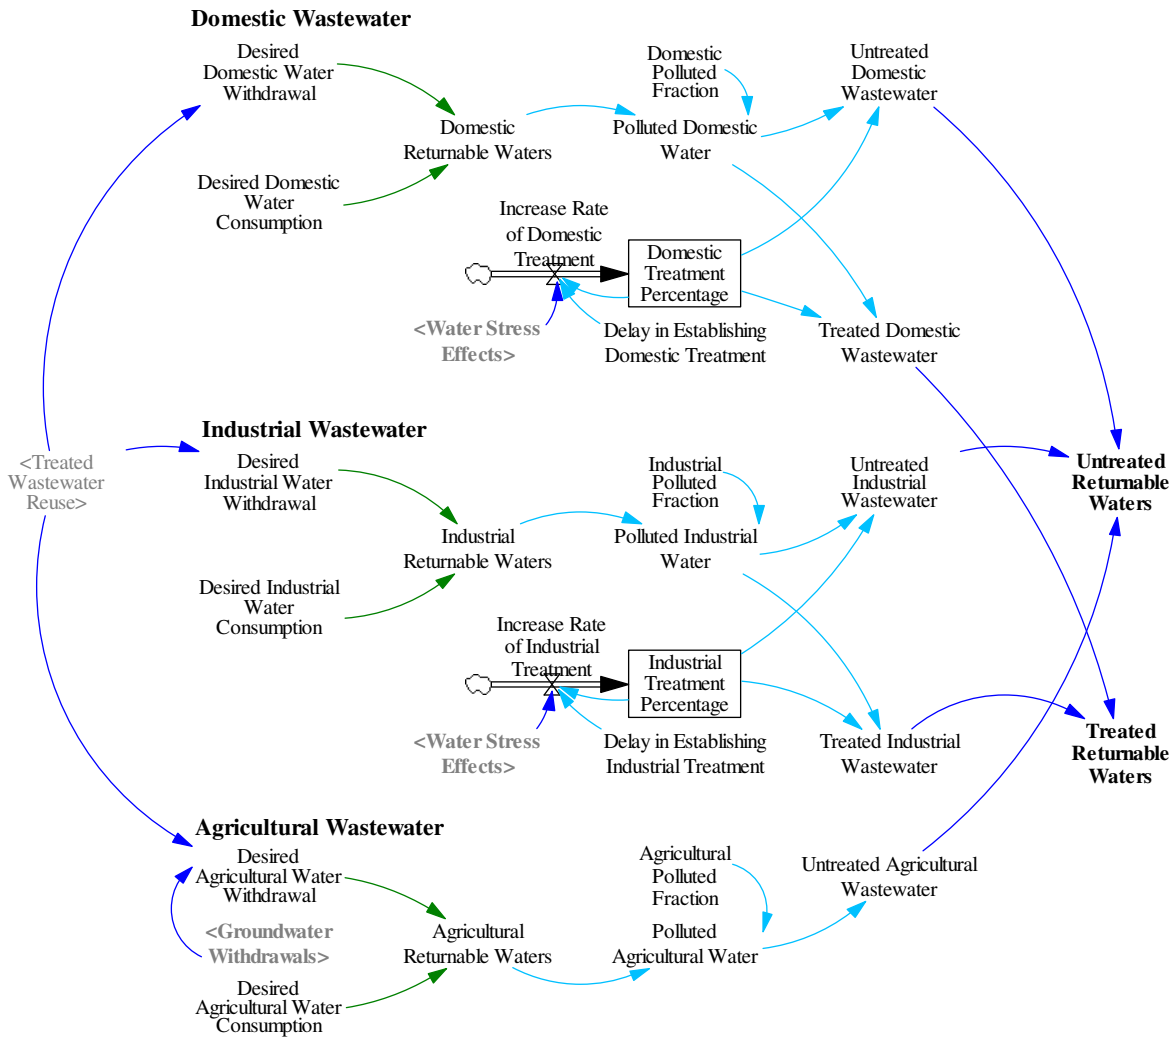 Domestic Wastewater
Desired
Domestic Water
Withdrawal
Domestic
Polluted
Fraction
Untreated
Domestic
Wastewater
Domestic
Returnable Waters
Polluted Domestic
Water
Desired Domestic
Water
Consumption
Increase Rate
of Domestic
Treatment
Domestic
Treatment
Percentage
<Water Stress
Effects>
Delay in Establishing
Domestic Treatment
Treated Domestic
Wastewater
Industrial Wastewater
<Treated
Wastewater
Reuse>
Desired
Industrial Water
Withdrawal
Industrial
Polluted
Fraction
Untreated
Industrial
Wastewater
Untreated
Returnable
Waters
Industrial
Returnable Waters
Polluted Industrial
Water
Desired Industrial
Water
Consumption
Increase Rate
of Industrial
Treatment
Industrial
Treatment
Percentage
<Water Stress
Effects>
Delay in Establishing
Industrial Treatment
Treated Industrial
Wastewater
Treated
Returnable
Waters
Agricultural Wastewater
Desired
Agricultural Water
Withdrawal
Agricultural
Polluted
Fraction
Untreated Agricultural
Wastewater
<Groundwater
Withdrawals>
Agricultural
Returnable Waters
Polluted
Agricultural Water
Desired
Agricultural Water
Consumption